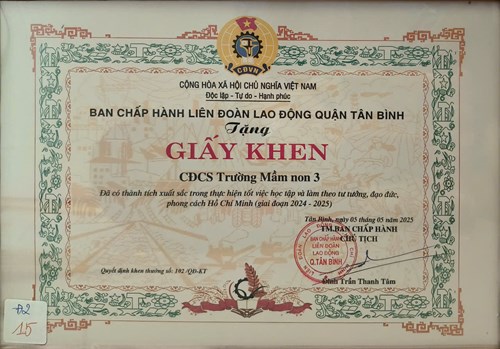 CĐVN
CỘNG HÒA XÃ HỘI CHỦ NGHĨA VIỆT NAM
Độc lập - Tự do - Hạnh phúc
BAN CHẤP HÀNH LIÊN ĐOÀN LAO ĐỘNG QUẬN TÂN BÌNH
Tặng
GIẤY KHEN
CĐCS Trường Mầm non 3
Đã có thành tích xuất sắc trong thực hiện tốt việc học tập và làm theo tư tưởng, đạo đức,
phong cách Hồ Chí Minh (giai đoạn 2024 - 2025)
Tân Bình, ngày 05 tháng 05 năm 2025
TM.BAN CHẤP HÀNH
CHỦ TỊCH
BAN CHẤP HÀNH
LIÊN ĐOÀN
LAO ĐỘNG
Q.TÂN BÌNH
Trần Thanh Tâm
Quyết định khen thưởng số: 102 /QĐ-KT
15